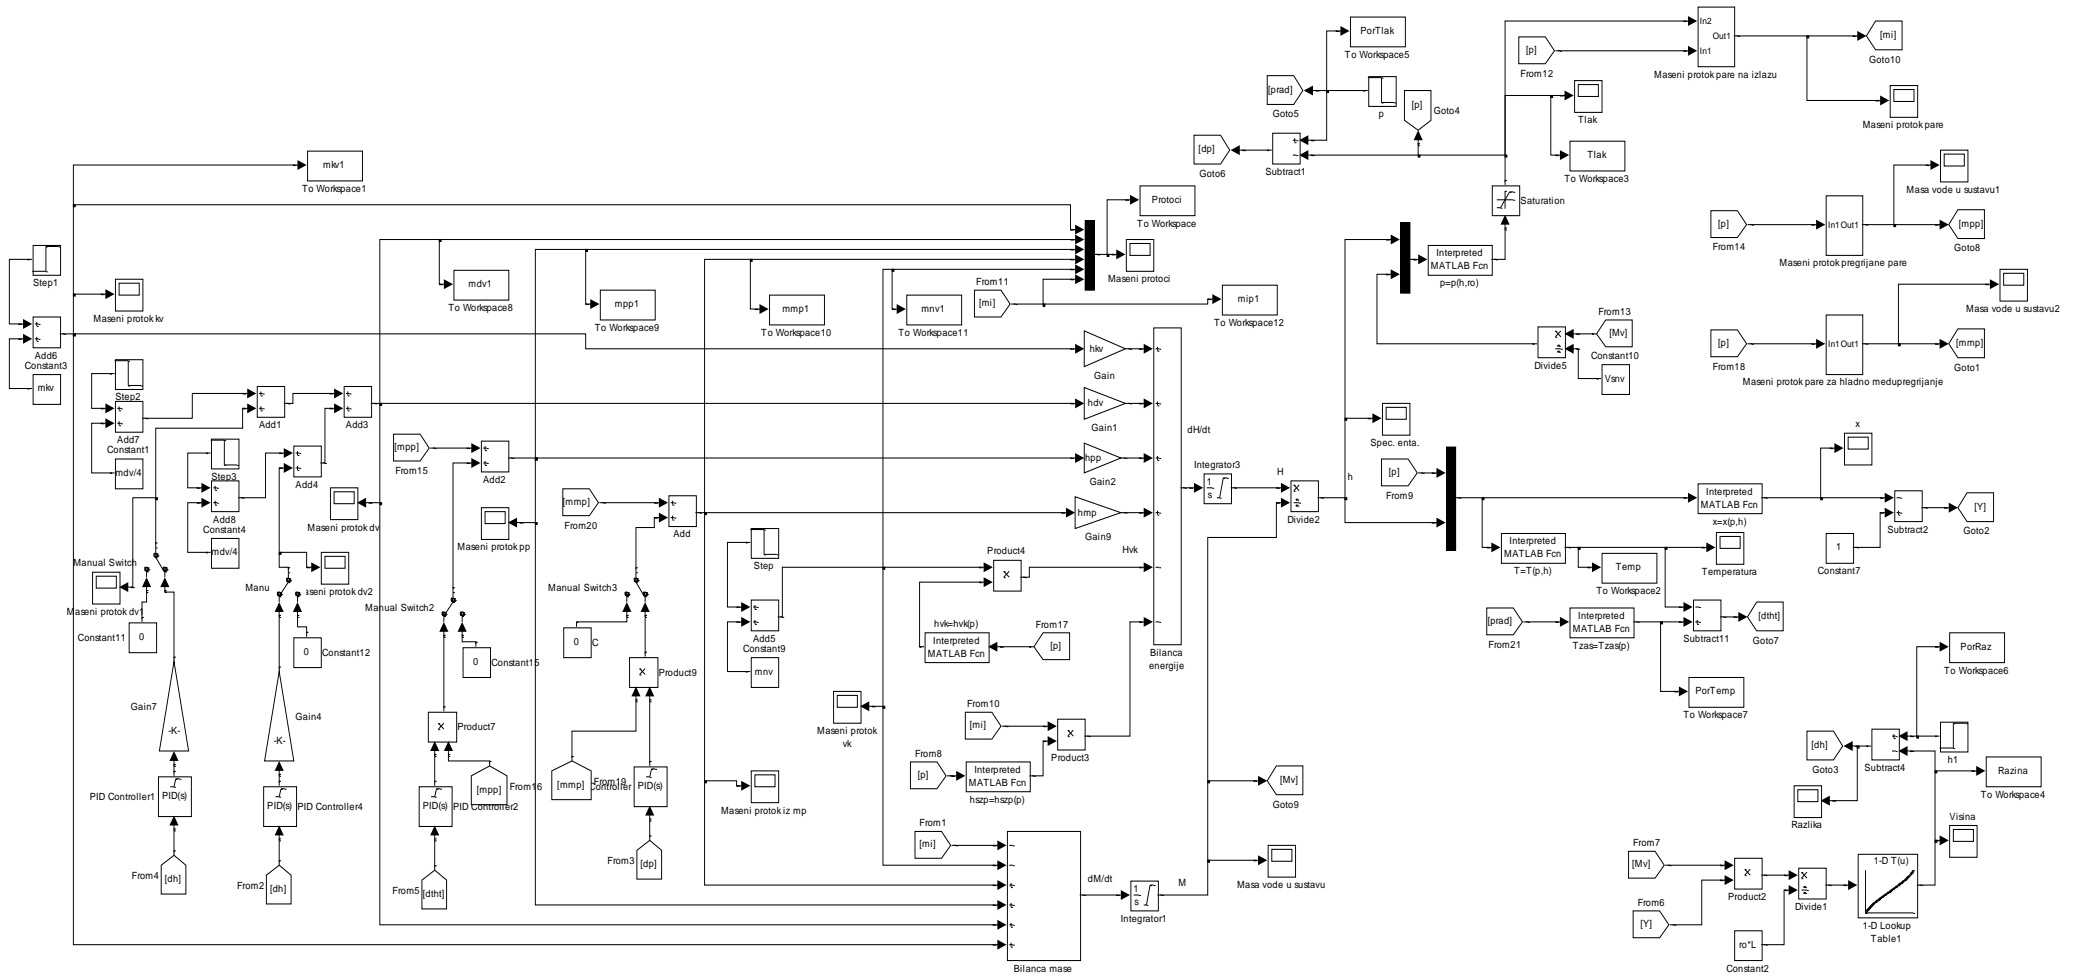 PorTlak
To Workspace5
[p]
From12
In2
In1
Out1
Maseni protok pare na izlazu
[mi]
Goto10
Maseni protok pare
[prad]
Goto5
p
[p]
Goto4
Tlak
[dp]
Goto6
Subtract1
Tlak
To Workspace3
Saturation
Masa vode u sustavu1
[p]
From14
In1 Out1
Maseni protok pregrijane pare
[mpp]
Goto8
Masa vode u sustavu2
[p]
From18
In1 Out1
Maseni protok pare za hladno medupregrijanje
[mmp]
Goto1
mkv1
To Workspace1
Protoci
To Workspace
Maseni protoci
mdv1
To Workspace8
mpp1
To Workspace9
mmp1
To Workspace10
mnv1
To Workspace11
From11
[mi]
mip1
To Workspace12
Interpreted
MATLAB Fcn
p=p(h,ro)
From13
[Mv]
Divide5
Constant10
Vsnv
Step1
Maseni protok kv
Add6
Constant3
mkv
Step2
Add7
Constant1
mdv/4
Add1
Add3
Step3
Add8
Constant4
mdv/4
Add4
Maseni protok dv
[mpp]
From15
Add2
Maseni protok pp
[mmp]
From20
Add
hkv
Gain
hdv
Gain1
hpp
Gain2
hmp
Gain9
dH/dt
Integrator3
1
s
H
Divide2
h
Spec. enta.
[p]
From9
Interpreted
MATLAB Fcn
x=x(p,h)
x
Subtract2
[Y]
Goto2
1
Constant7
Interpreted
MATLAB Fcn
T=T(p,h)
Temp
To Workspace2
Temperatura
[prad]
From21
Interpreted
MATLAB Fcn
Tzas=Tzas(p)
Subtract11
[dtht]
Goto7
PorTemp
To Workspace7
Manual Switch
Maseni protok dv1
0
Constant11
Manu
aseni protok dv2
0
Constant12
Manual Switch2
0
Constant15
Manual Switch3
0
C
Step
Add5
Constant9
mnv
Product4
Hvk
hvk=hvk(p)
Interpreted
MATLAB Fcn
From17
[p]
Bilanca
energije
Gain7
-K-
Gain4
-K-
Product7
Product9
Maseni protok
vk
From10
[mi]
Product3
From8
[p]
Interpreted
MATLAB Fcn
hszp=hszp(p)
PID(s)
PID Controller1
PID(s)
PID Controller4
PID(s)
PID Controller2
[mpp]
From16
[mmp]
From19
Controller
PID(s)
Maseni protok iz mp
From4
[dh]
From2
[dh]
From5
[dtht]
From3
[dp]
From1
[mi]
Bilanca mase
dM/dt
1
s
Integrator1
M
[Mv]
Goto9
Masa vode u sustavu
PorRaz
To Workspace6
[dh]
Goto3
Subtract4
h1
Razlika
Razina
To Workspace4
Visina
From7
[Mv]
From6
[Y]
Product2
ro*L
Constant2
Divide1
1-D T(u)
1-D Lookup
Table1